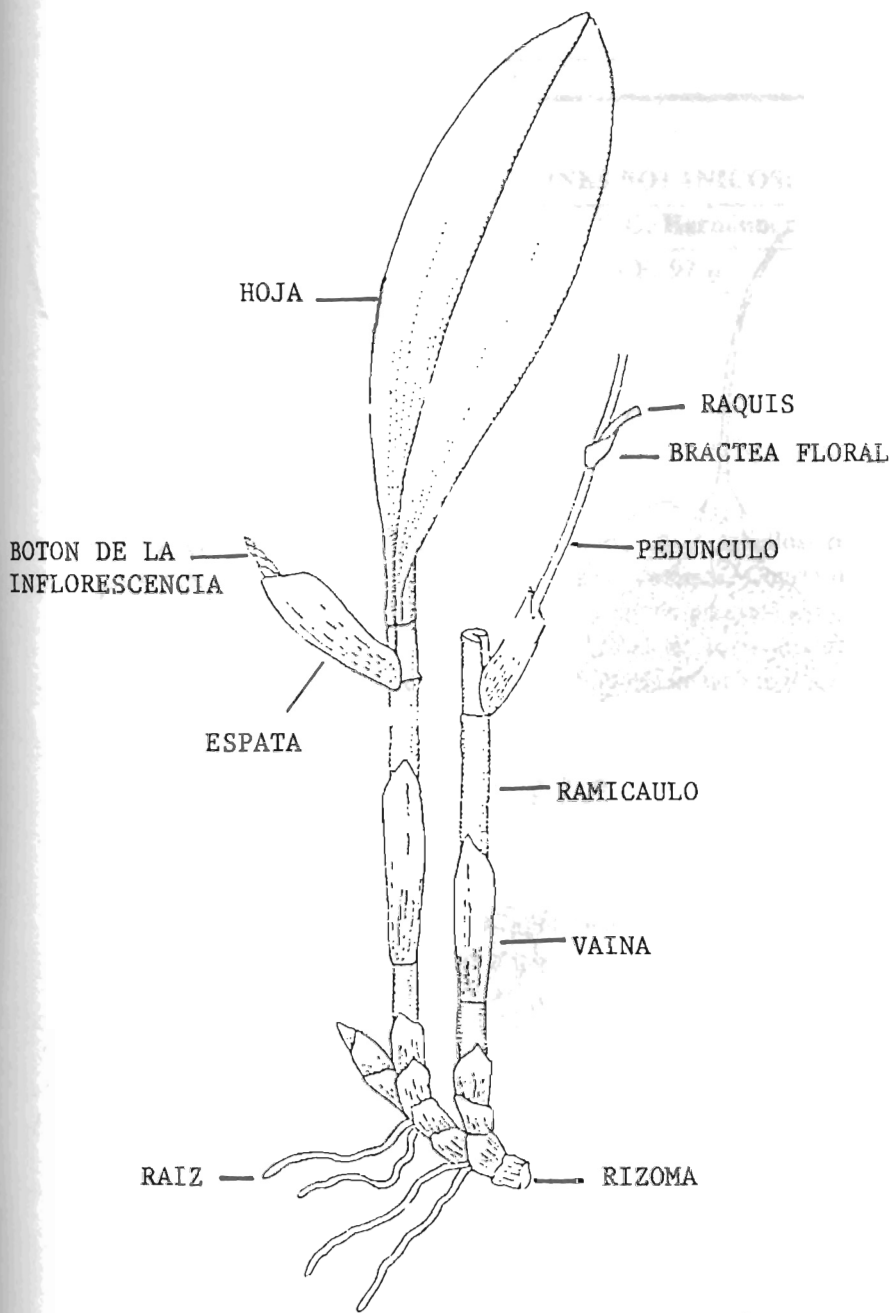 HOJA
RAQUIS
BRACTEA FLORAL
BOTON DE LA
INFLORESCENCIA
PEDUNCULO
ESPATA
RAMICAULO
VAINA
RAIZ
RIZOMA